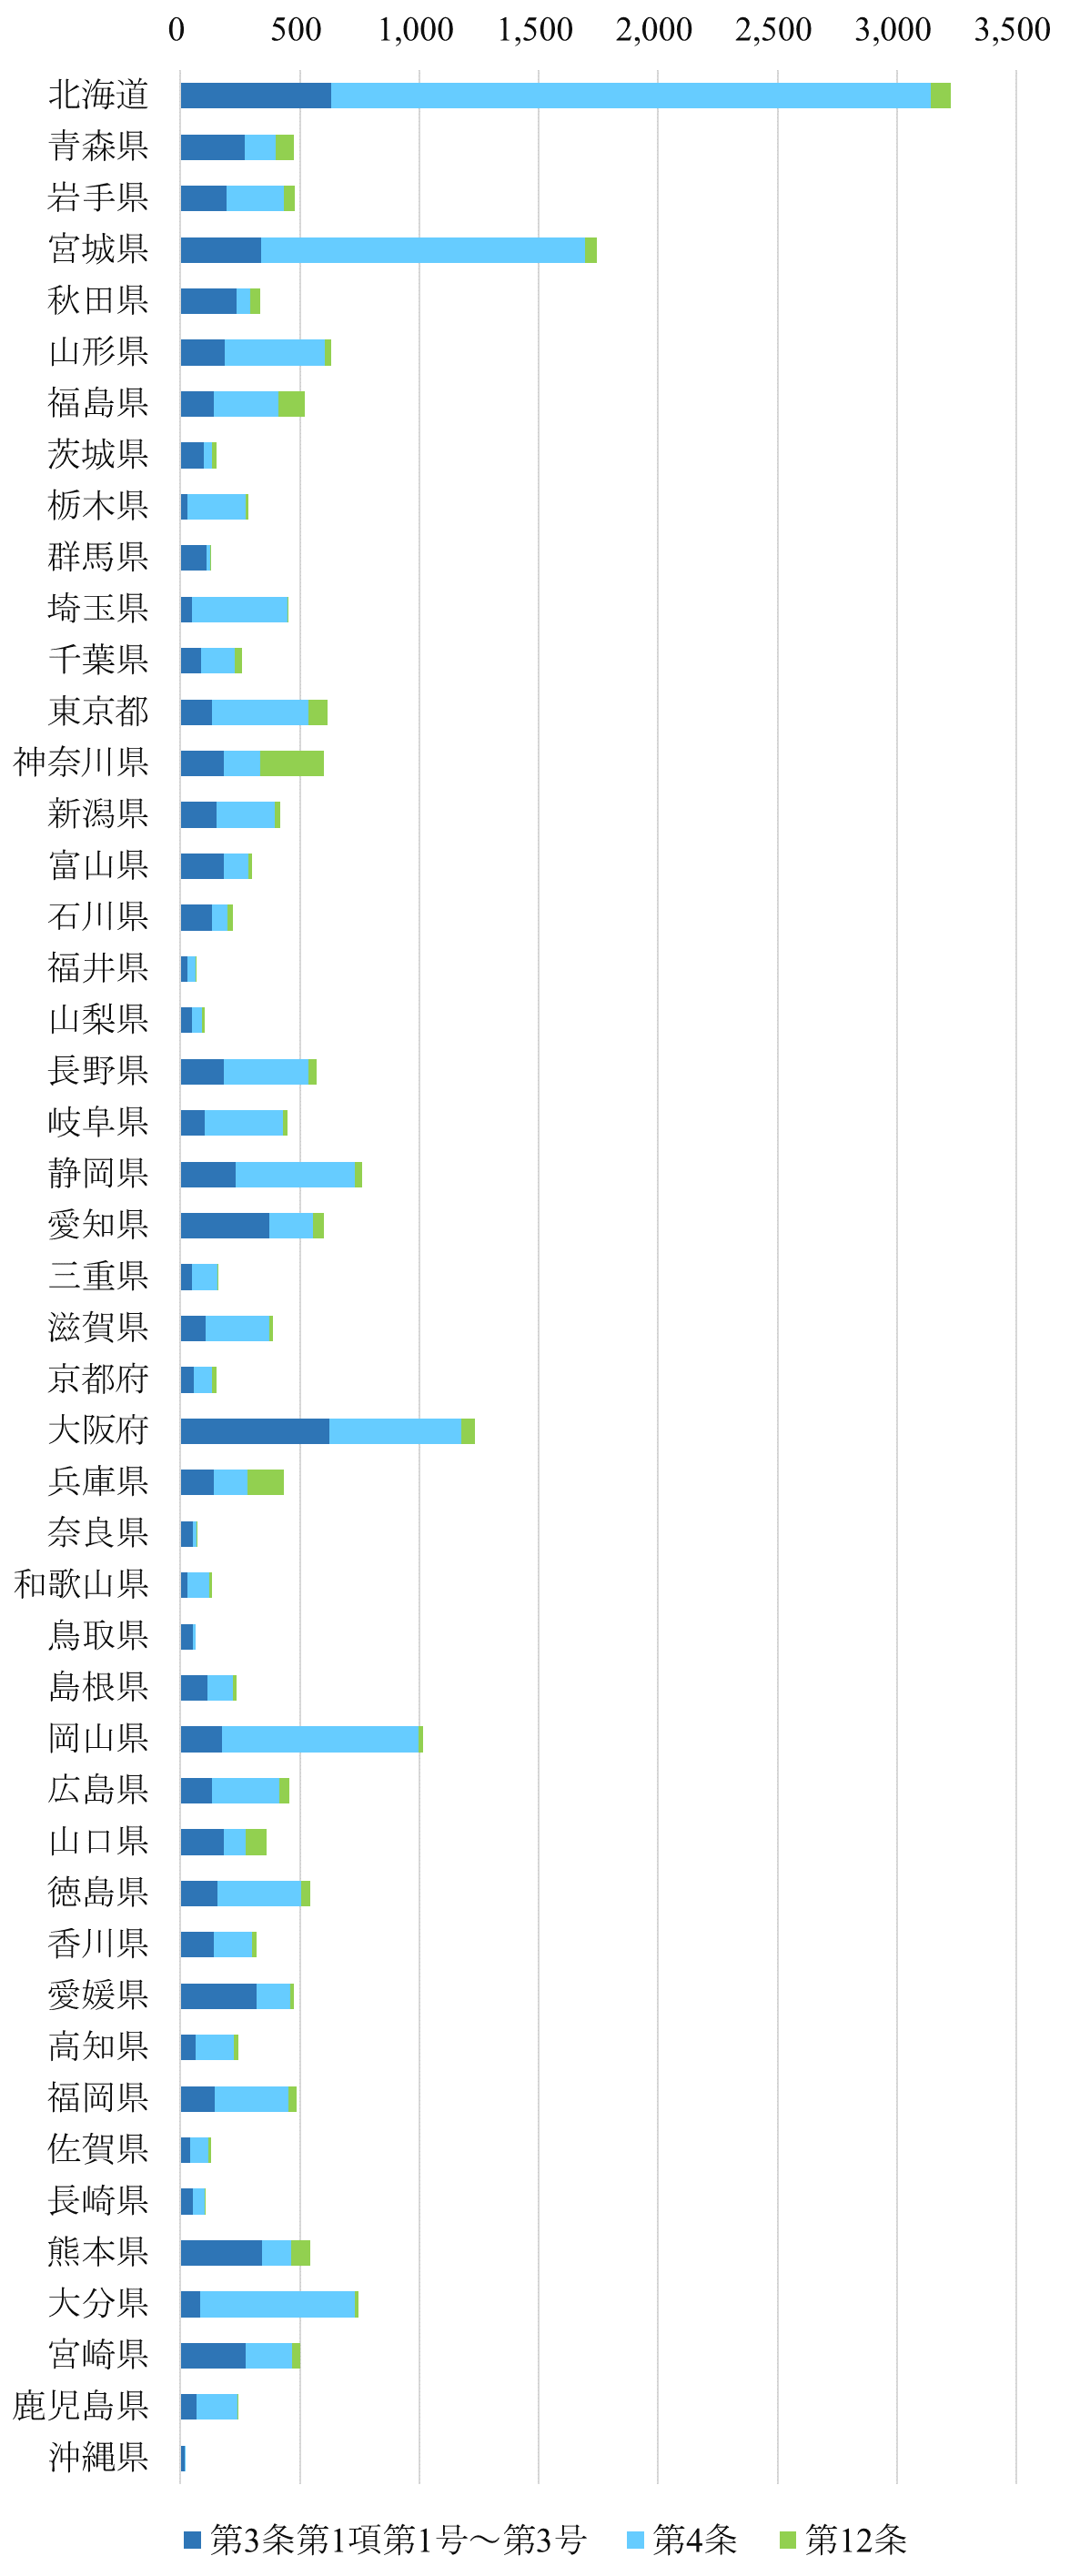 0 500 1,000 1,500 2,000 2,500 3,000 3,500
北海道
青森県
岩手県
宮城県
秋田県
山形県
福島県
茨城県
栃木県
群馬県
埼玉県
千葉県
東京都
神奈川県
新潟県
富山県
石川県
福井県
山梨県
長野県
岐阜県
静岡県
愛知県
三重県
滋賀県
京都府
大阪府
兵庫県
奈良県
和歌山県
鳥取県
島根県
岡山県
広島県
山口県
徳島県
香川県
愛媛県
高知県
福岡県
佐賀県
長崎県
熊本県
大分県
宮崎県
鹿児島県
沖縄県
第3条第1項第1号～第3号 第4条 第12条